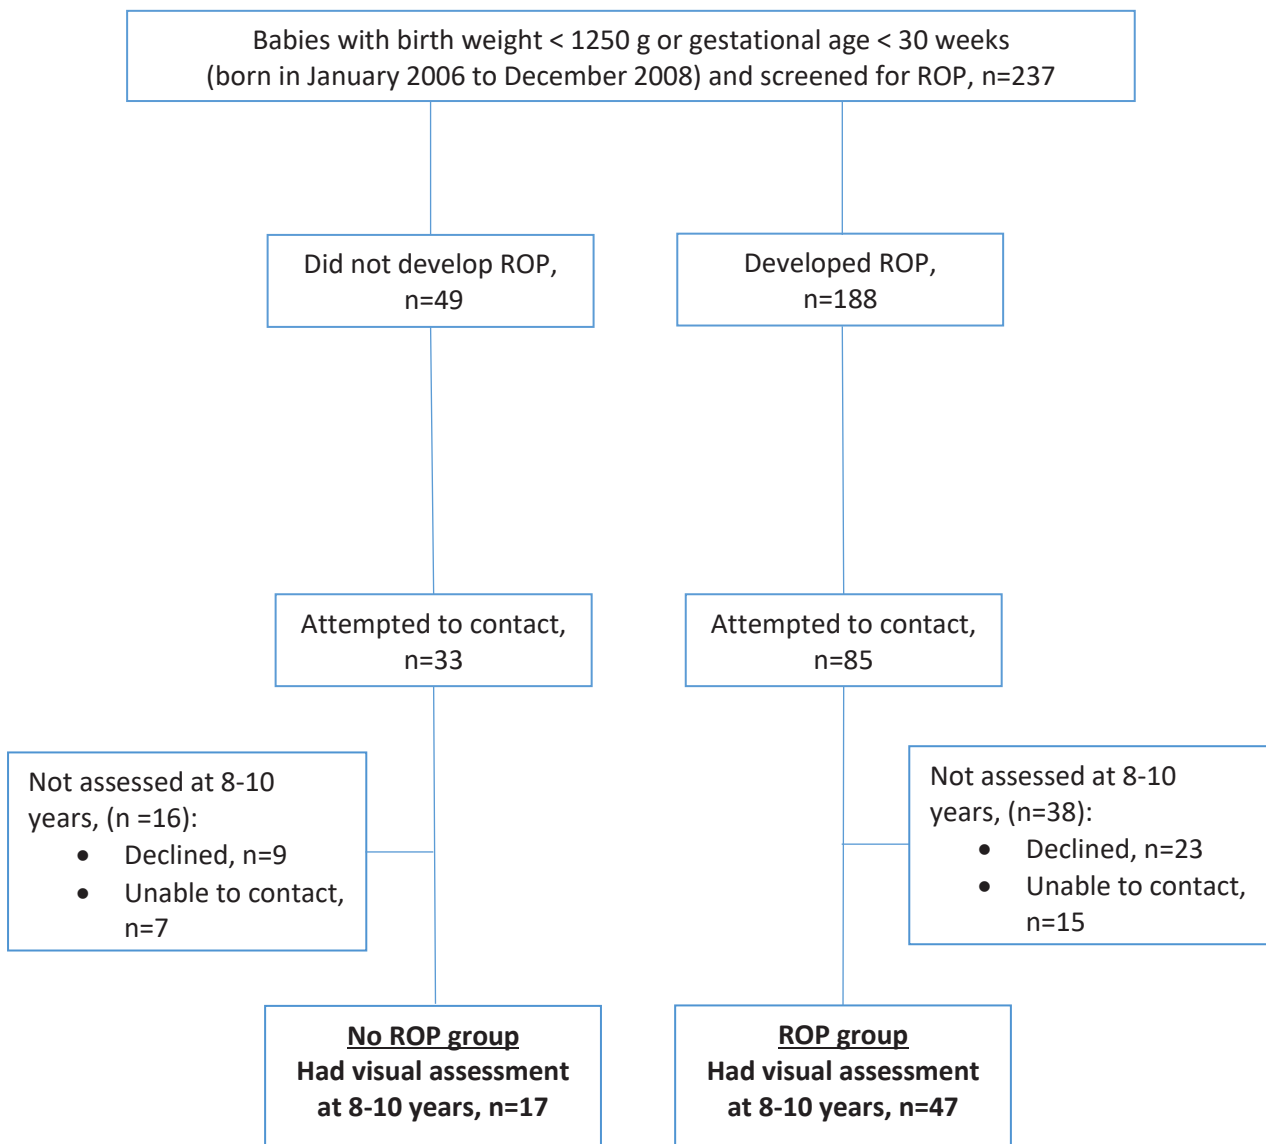 Babies with birth weight < 1250 g or gestational age < 30 weeks
(born in January 2006 to December 2008) and screened for ROP, n=237
Did not develop ROP,
n=49
Developed ROP,
n=188
Attempted to contact,
n=33
Attempted to contact,
n=85
Not assessed at 8-10
years, (n =16):
• Declined, n=9
• Unable to contact,
n=7
Not assessed at 8-10
years, (n=38):
• Declined, n=23
• Unable to contact,
n=15
No ROP group
Had visual assessment
at 8-10 years, n=17
ROP group
Had visual assessment
at 8-10 years, n=47